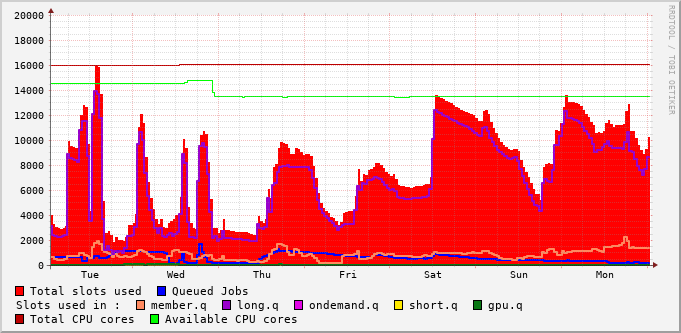 20000
18000
16000
14000
12000
10000
8000
6000
4000
2000
0
Tue Wed Thu Fri Sat Sun Mon
Total slots used Queued Jobs
Slots used in : member.q long.q ondemand.q short.q gpu.q
Total CPU cores Available CPU cores
RRDTOOL / TOBI OETIKER